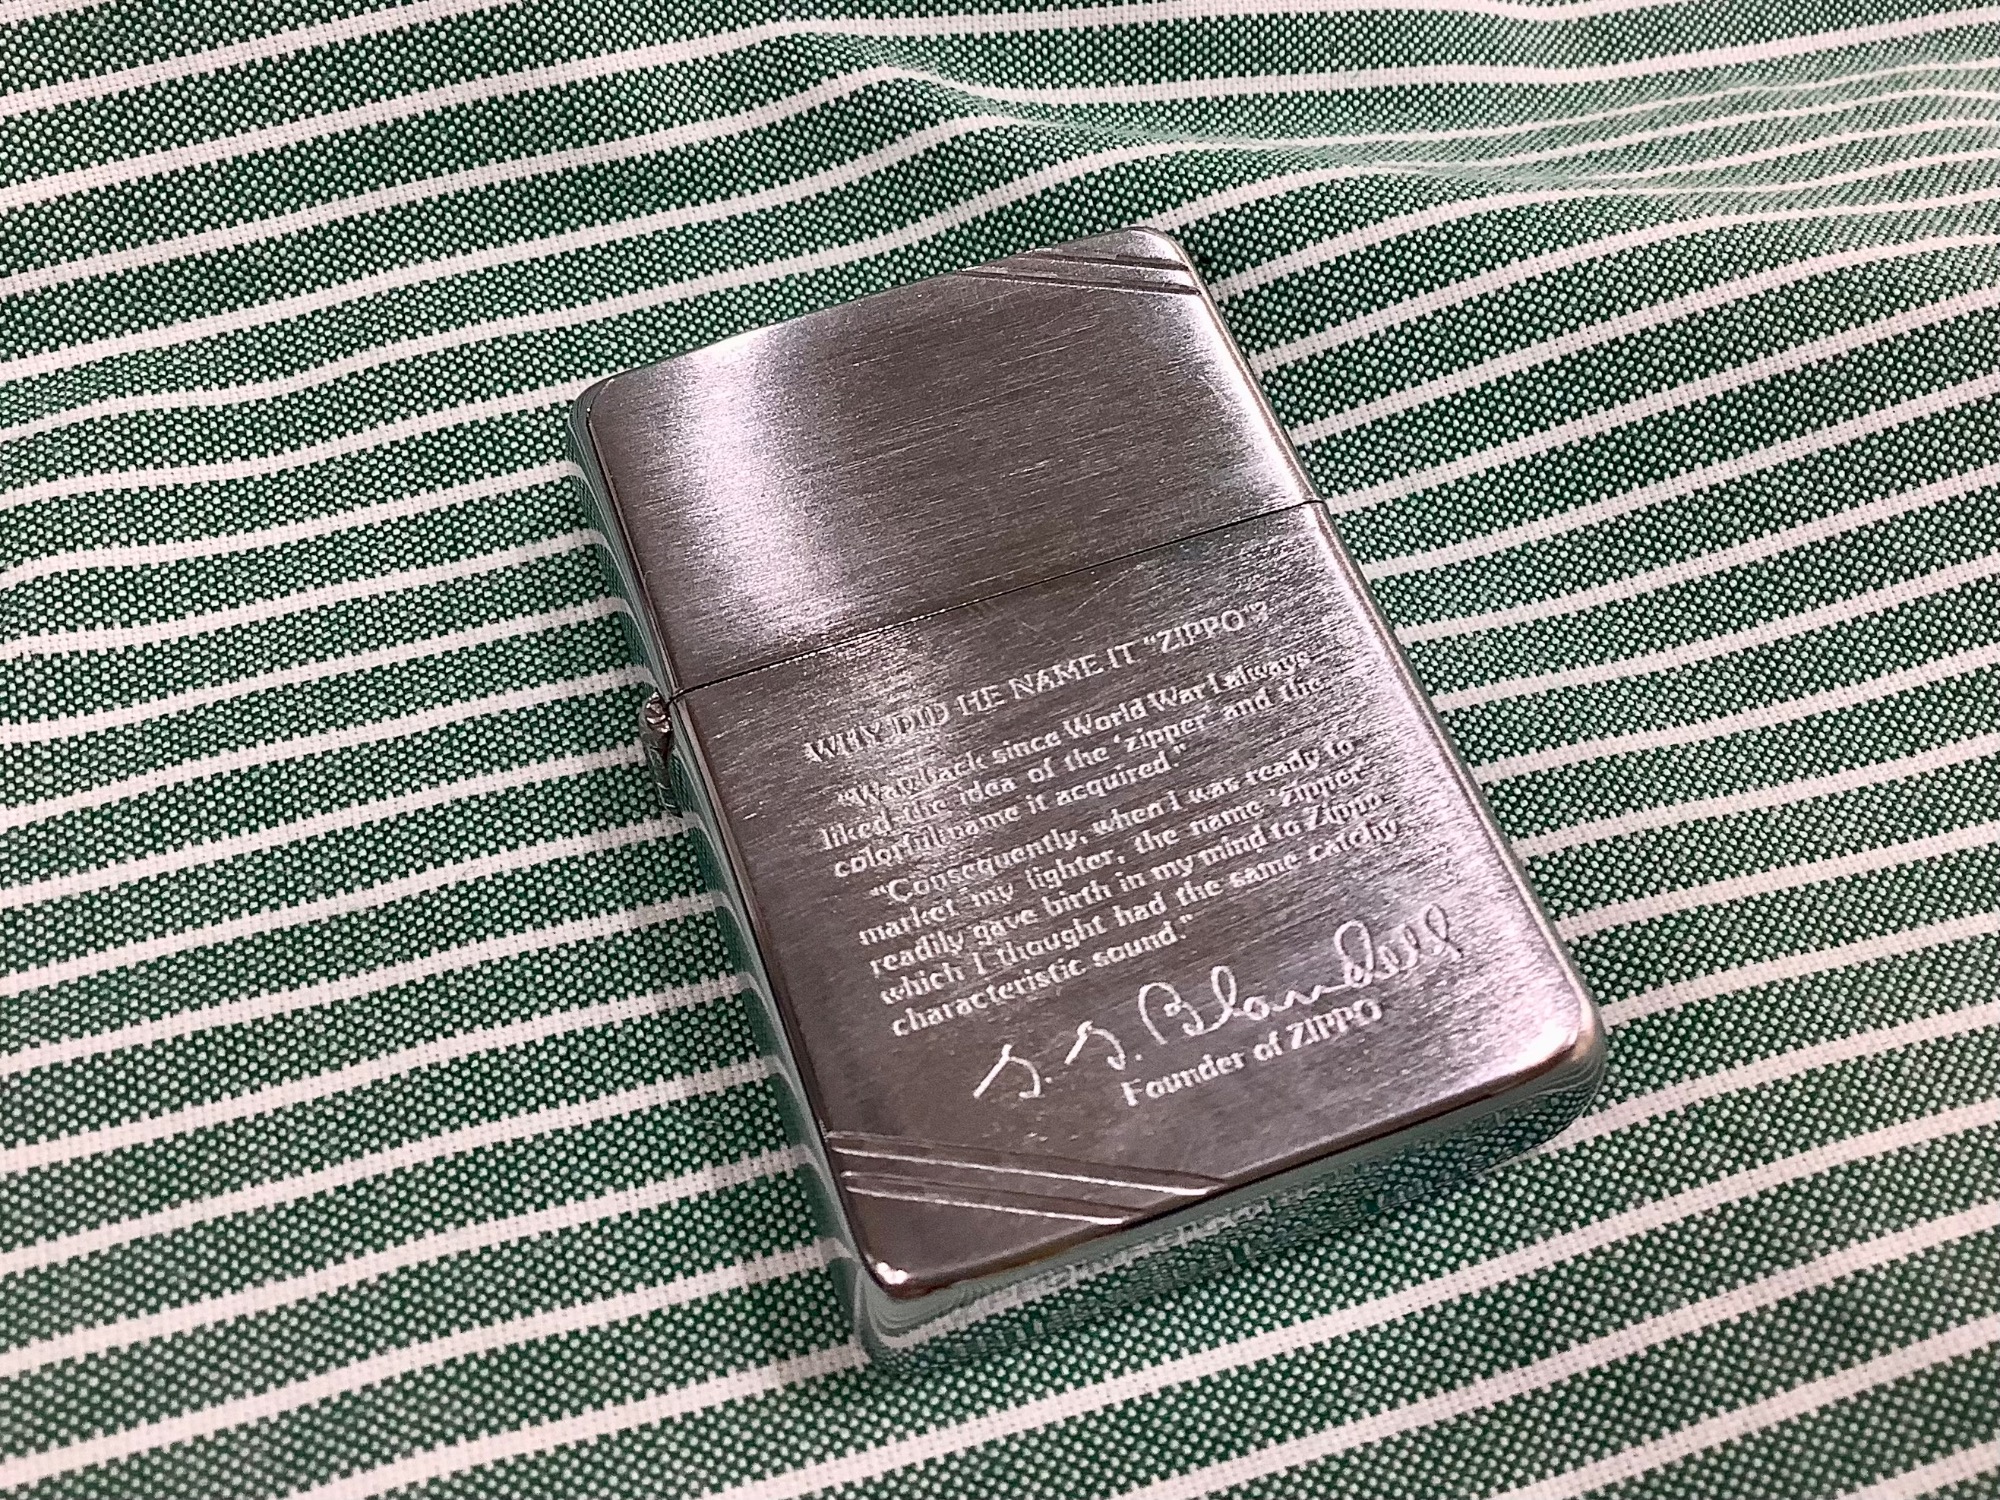 WHY DID HE NAME IT "ZIPPO"?
"Way back since World War I always
liked the idea of the 'zipper' and the
colorful name it acquired."
"Consequently, when I was ready to
market my lighter, the name 'zipper'
readily gave birth in my mind to Zippo
which I thought had the same catchy
characteristic sound."
G. G. Blaisdell
Founder of ZIPPO